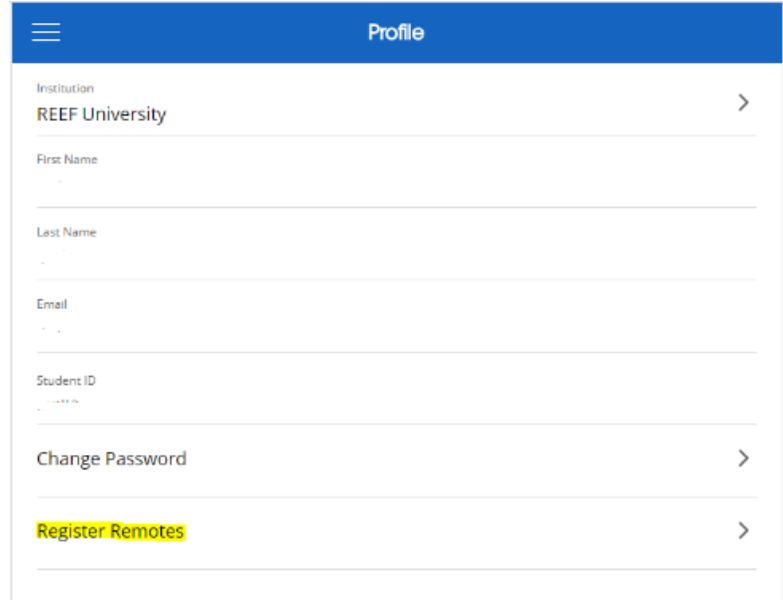 Profile
Institution
REEF University
First Name
Last Name
Email
Student ID
Change Password
Register Remotes